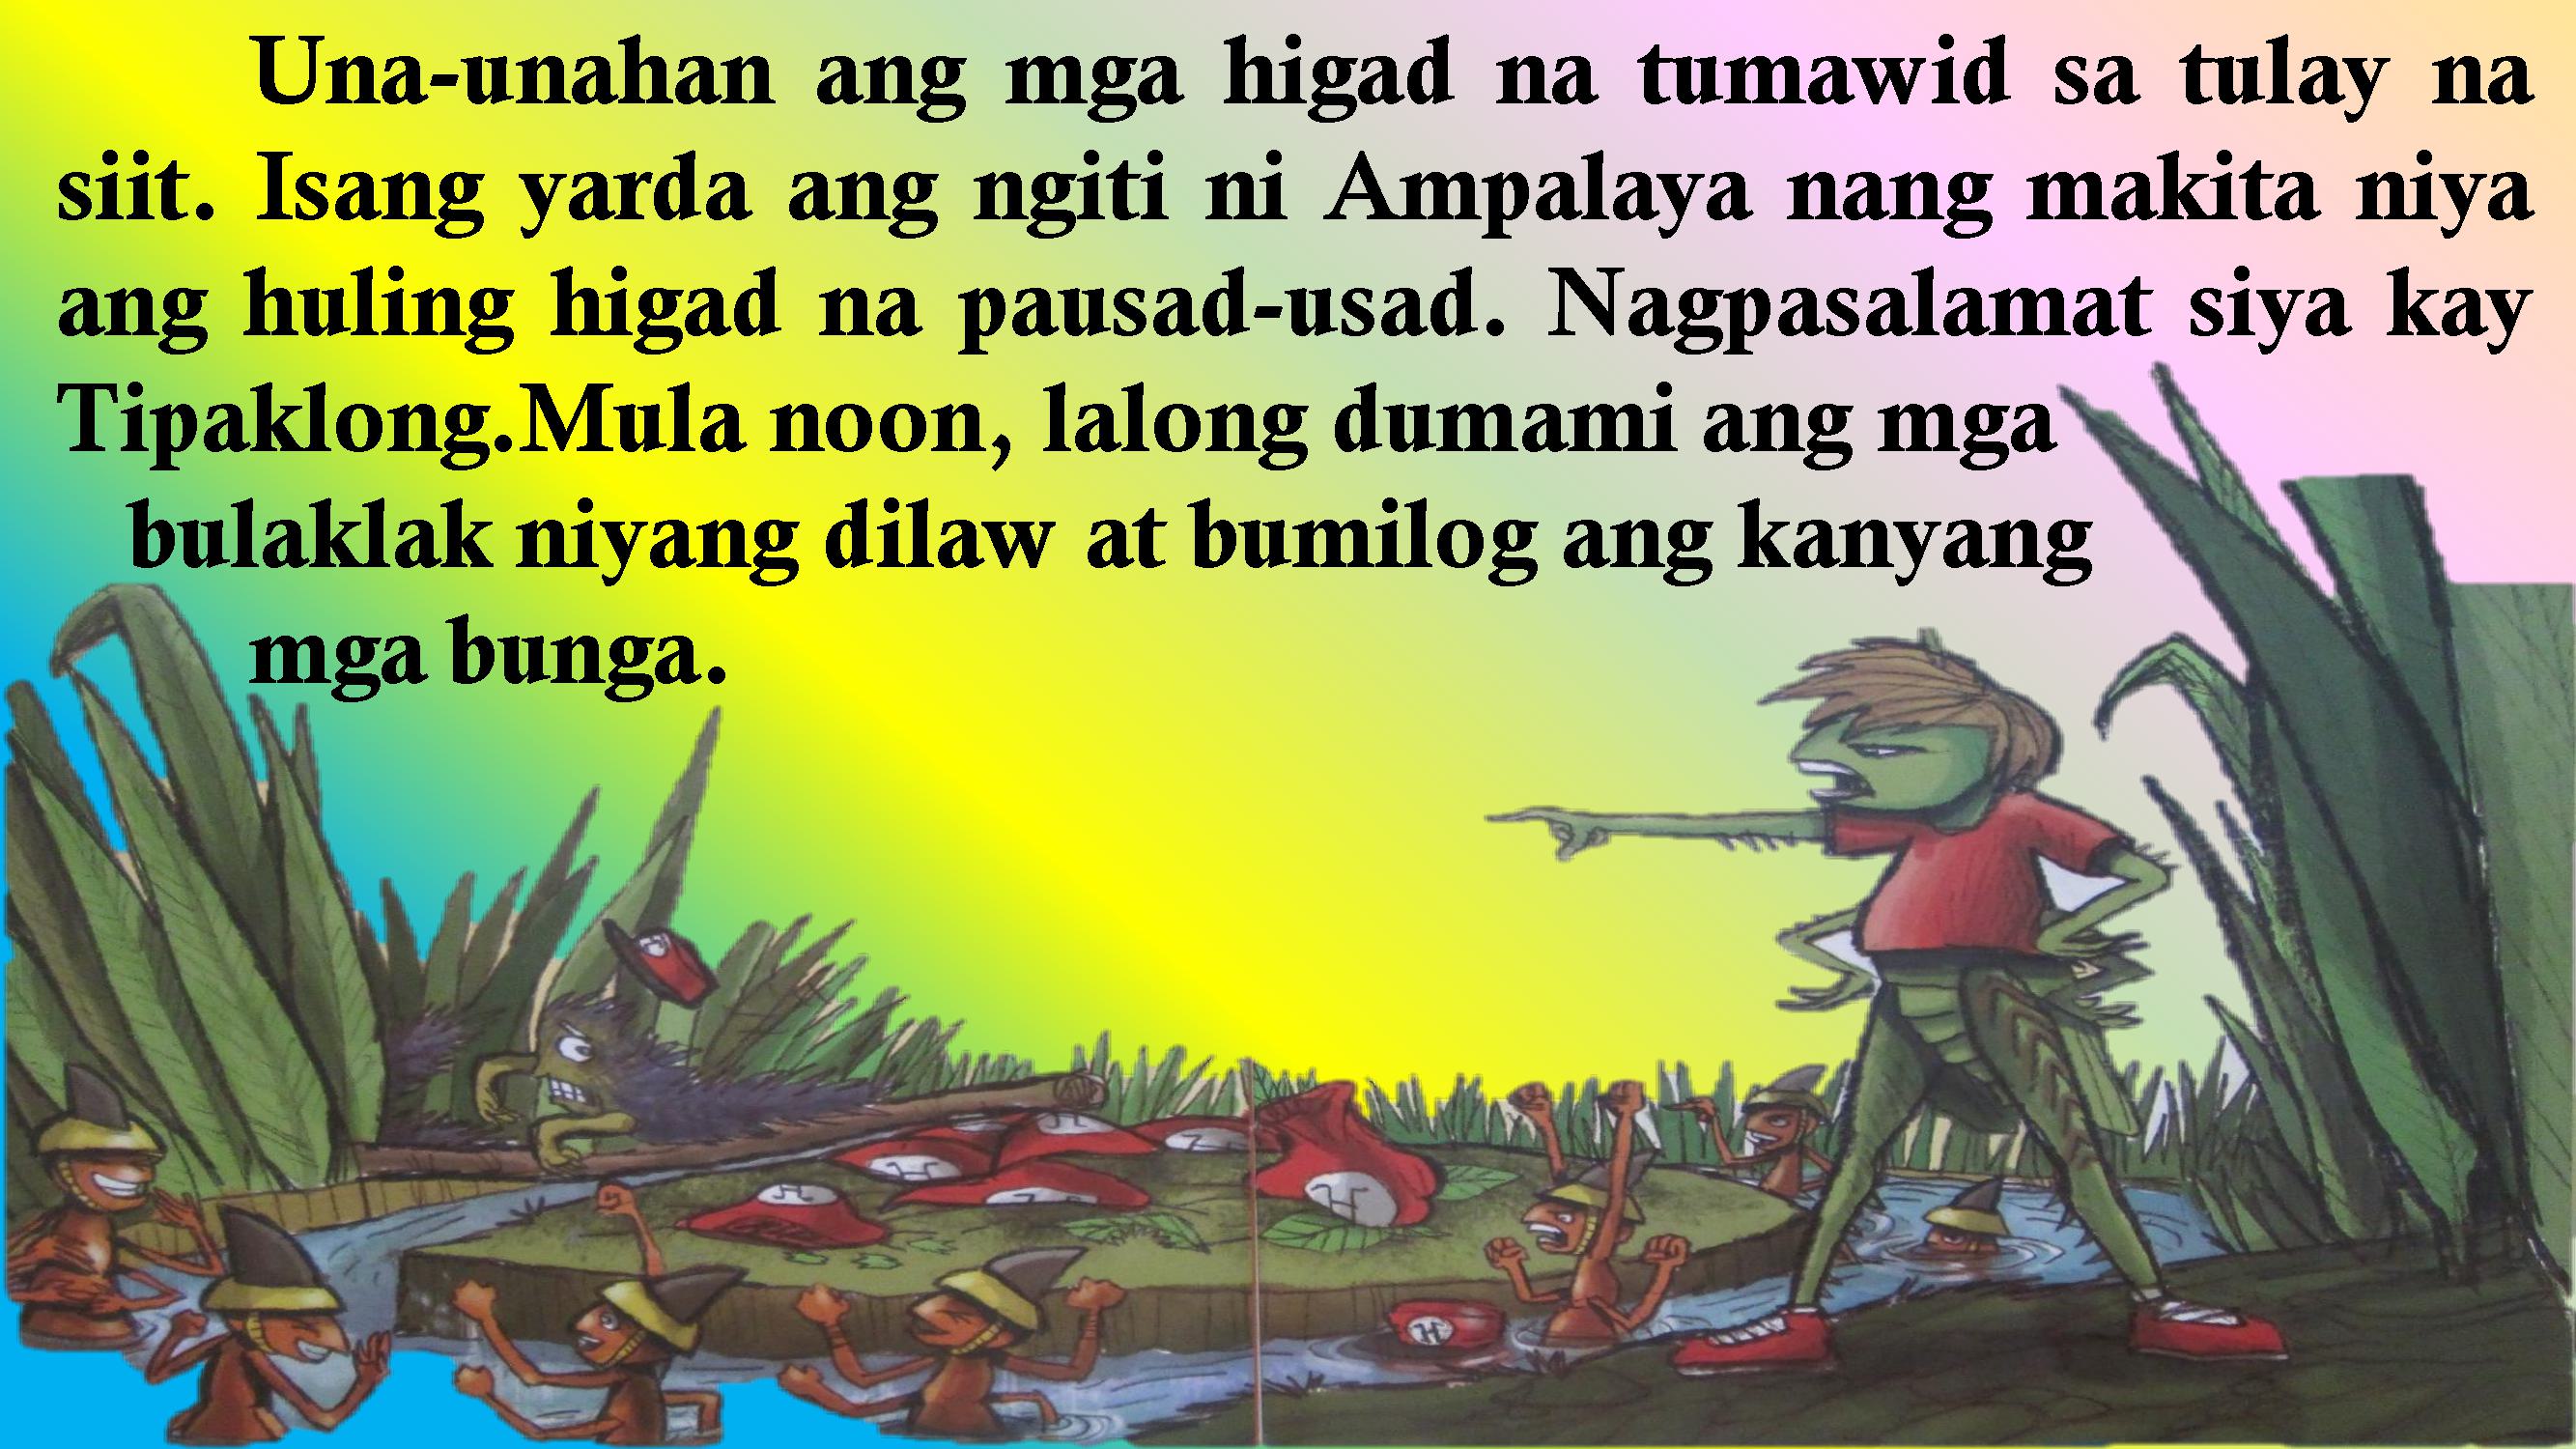 Una-unahan ang mga higad na tumawid sa tulay na
siit. Isang yarda ang ngiti ni Ampalaya nang makita niya
ang huling higad na pausad-usad. Nagpasalamat siya kay
Tipaklong.Mula noon, lalong dumami ang mga
bulaklak niyang dilaw at bumilog ang kanyang
mga bunga.
H